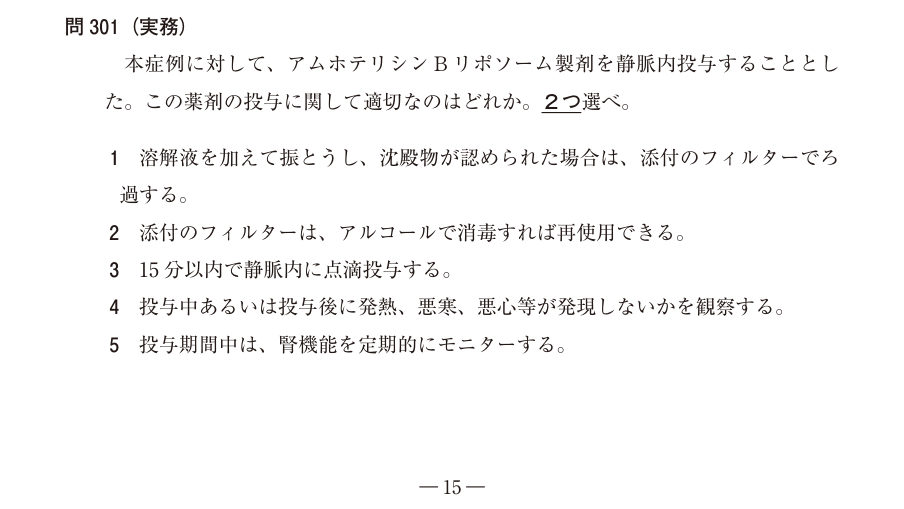 問 301（実務）
本症例に対して、アムホテリシン B リポソーム製剤を静脈内投与することとし
た。この薬剤の投与に関して適切なのはどれか。２つ選べ。
1 溶解液を加えて振とうし、沈殿物が認められた場合は、添付のフィルターでろ
過する。
2 添付のフィルターは、アルコールで消毒すれば再使用できる。
3 15 分以内で静脈内に点滴投与する。
4 投与中あるいは投与後に発熱、悪寒、悪心等が発現しないかを観察する。
5 投与期間中は、腎機能を定期的にモニターする。
― 15 ―